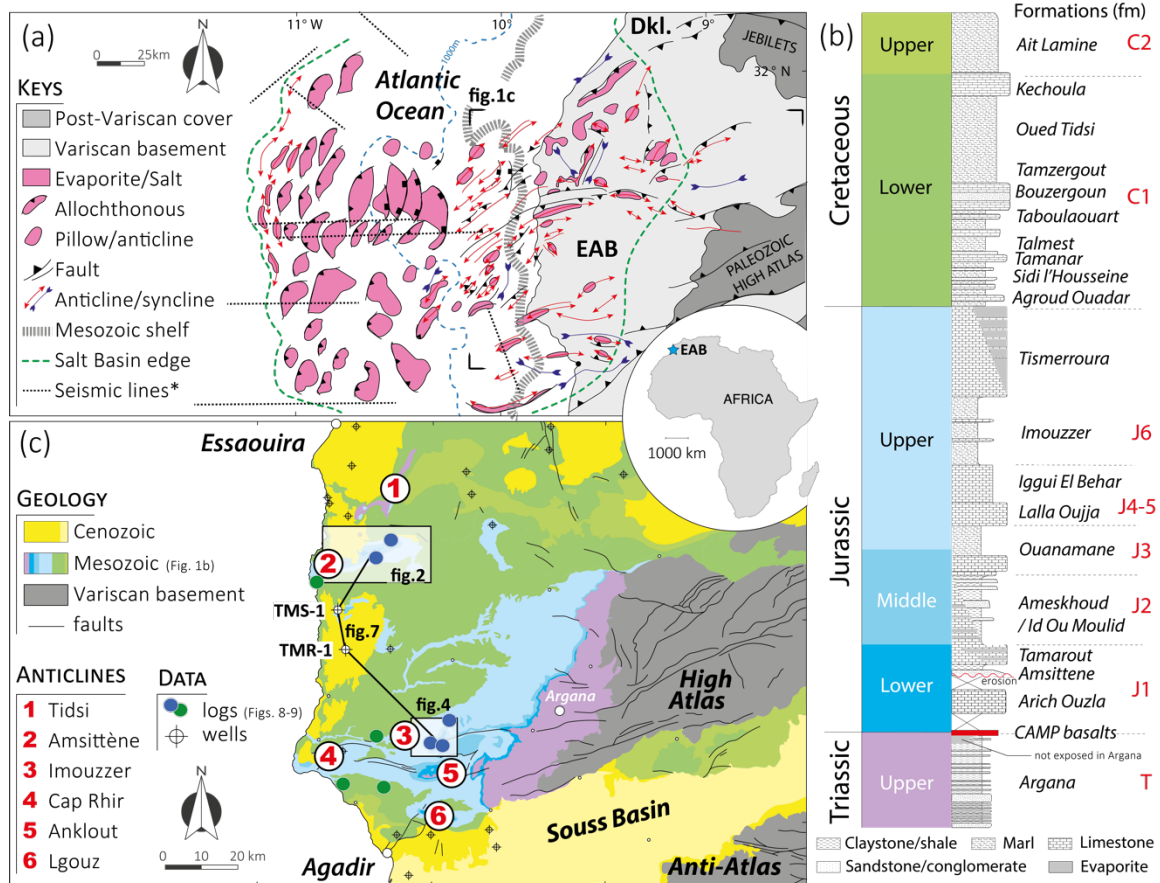 (a)
N
0 25km
KEYS
Post-Variscan cover
Variscan basement
Evaporite/Salt
Allochthonous
Pillow/anticline
Fault
Anticline/syncline
Mesozoic shelf
Salt Basin edge
Seismic lines*
11° W
10°
9°
1000m
Atlantic
Ocean
fig.1c
Dkl.
JEBILETS
32° N
EAB
PALEOZOIC
HIGH ATLAS
EAB
AFRICA
1000 km
(c)
Essaouira
GEOLOGY
Cenozoic
Mesozoic (Fig. 1b)
Variscan basement
faults
ANTICLINES
1 Tidsi
2 Amsittène
3 Imouzzer
4 Cap Rhir
5 Anklout
6 Lgouz
DATA
logs (Figs. 8-9)
wells
N
0 10 20 km
1
2
fig.2
TMS-1
fig.7
TMR-1
fig.4
3
4
5
6
Argana
High
Atlas
Souss Basin
Agadir
Anti-Atlas
(b)
Formations (fm)
Cretaceous
Upper
Lower
Jurassic
Upper
Middle
Lower
Triassic
Upper
Ait Lamine C2
Kechoula
Oued Tidsi
Tamzergout
Bouzergoun C1
Taboulaouart
Talmest
Tamanar
Sidi l'Housseine
Agroud Ouadar
Tismerroura
Imouzzer J6
Iggui El Behar
Lalla Oujja J4-5
Ouanamane J3
Ameskhoud J2
/ Id Ou Moulid
Tamarout
Amsittene
erosion
J1
Arich Ouzla
CAMP basalts
not exposed in Argana
Argana T
Claystone/shale Marl Limestone
Sandstone/conglomerate Evaporite